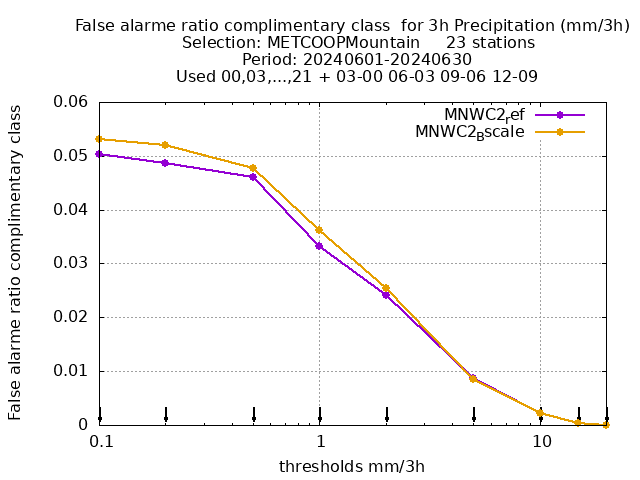 False alarme ratio complimentary class for 3h Precipitation (mm/3h)
Selection: METCOOPMountain 23 stations
Period: 20240601-20240630
Used 00,03,...,21 + 03-00 06-03 09-06 12-09
MNWC2ref
MNWC2Bscale
False alarme ratio complimentary class
0.06
0.05
0.04
0.03
0.02
0.01
0
0.1
1
10
thresholds mm/3h